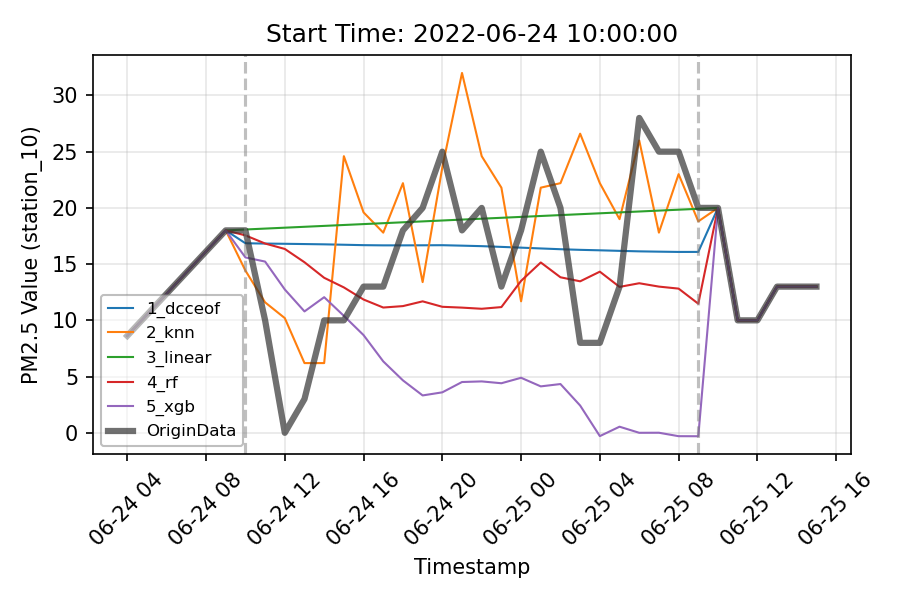 Start Time: 2022-06-24 10:00:00
PM2.5 Value (station_10)
30
25
20
15
10
5
0
1_dcceof
2_knn
3_linear
4_rf
5_xgb
OriginData
06-24 04
06-24 08
06-24 12
06-24 16
06-24 20
06-25 00
06-25 04
06-25 08
06-25 12
06-25 16
Timestamp